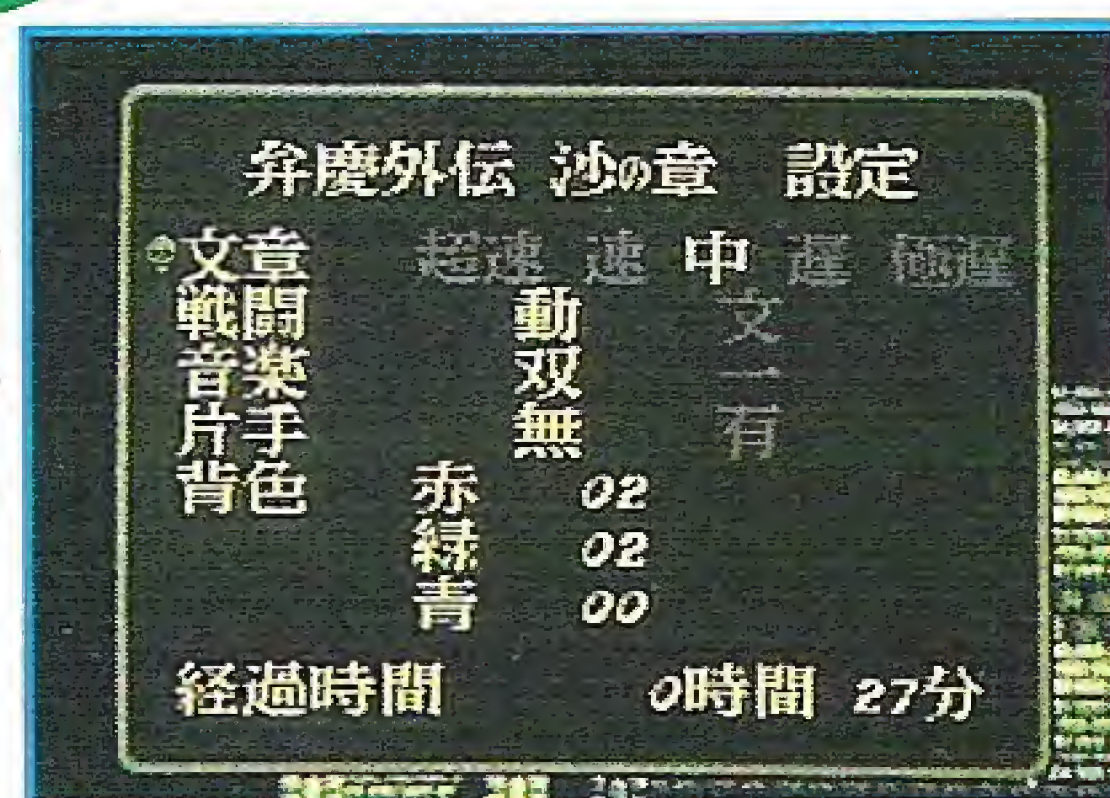 弁慶外伝 沙の章 設定
文章 超速 速 中 遅 極遅
戦闘 動 文
音楽 双 一
片手 無 有
背色 赤 02
緑 02
青 00
経過時間 0時間 27分